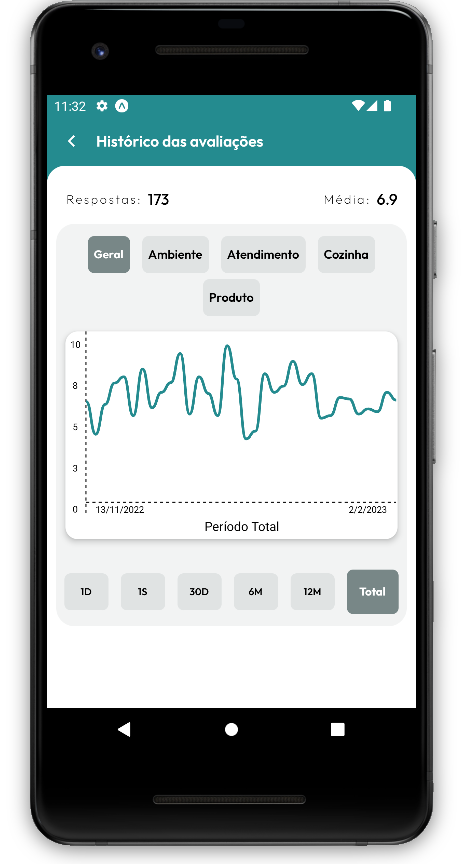 11:32
Histórico das avaliações
Respostas: 173 Média: 6.9
Geral Ambiente Atendimento Cozinha
Produto
10
8
5
3
0 13/11/2022 2/2/2023
Período Total
1D 1S 30D 6M 12M Total